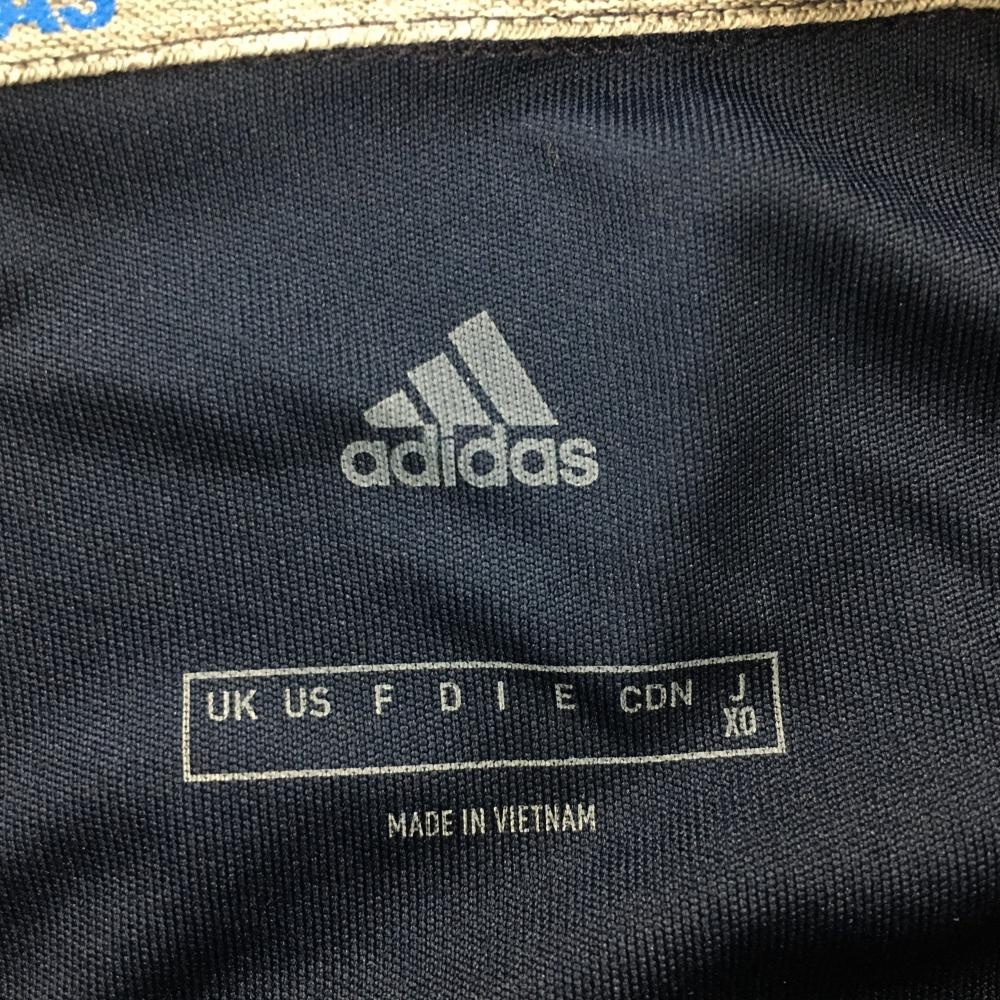 adidas
UK US F D I E CDN J
XO
MADE IN VIETNAM